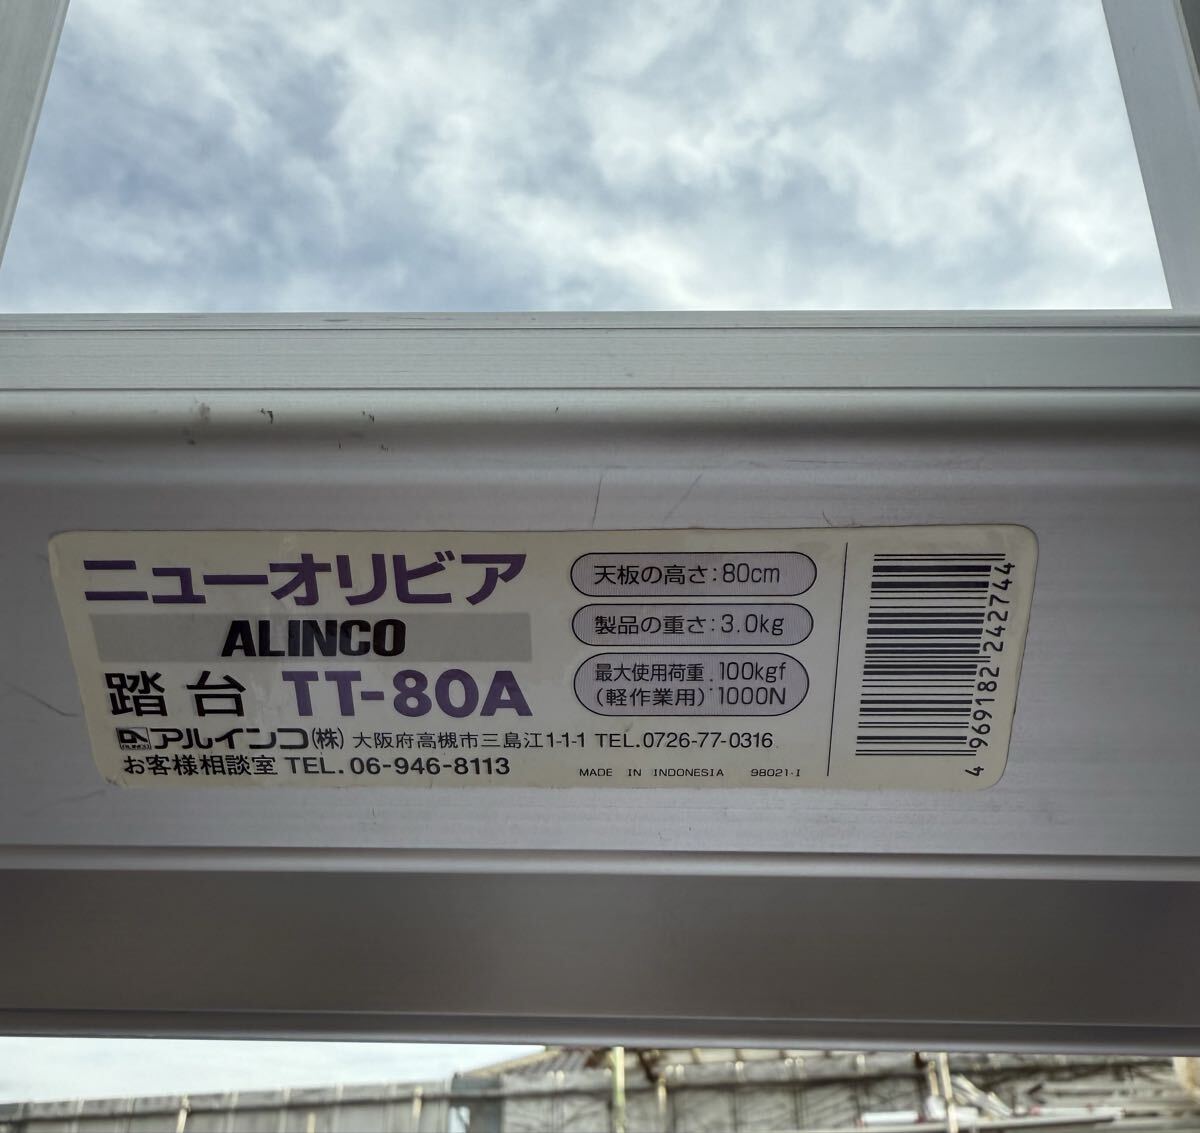 ニューオリビア
ALINCO
踏台 TT-80A
アルインコ(株) 大阪府高槻市三島江1-1-1 TEL.0726-77-0316
お客様相談室 TEL. 06-946-8113
天板の高さ:80cm
製品の重さ:3.0kg
最大使用荷重 100kgf
(軽作業用):1000N
MADE IN INDONESIA 98021-I
4 969182 242744